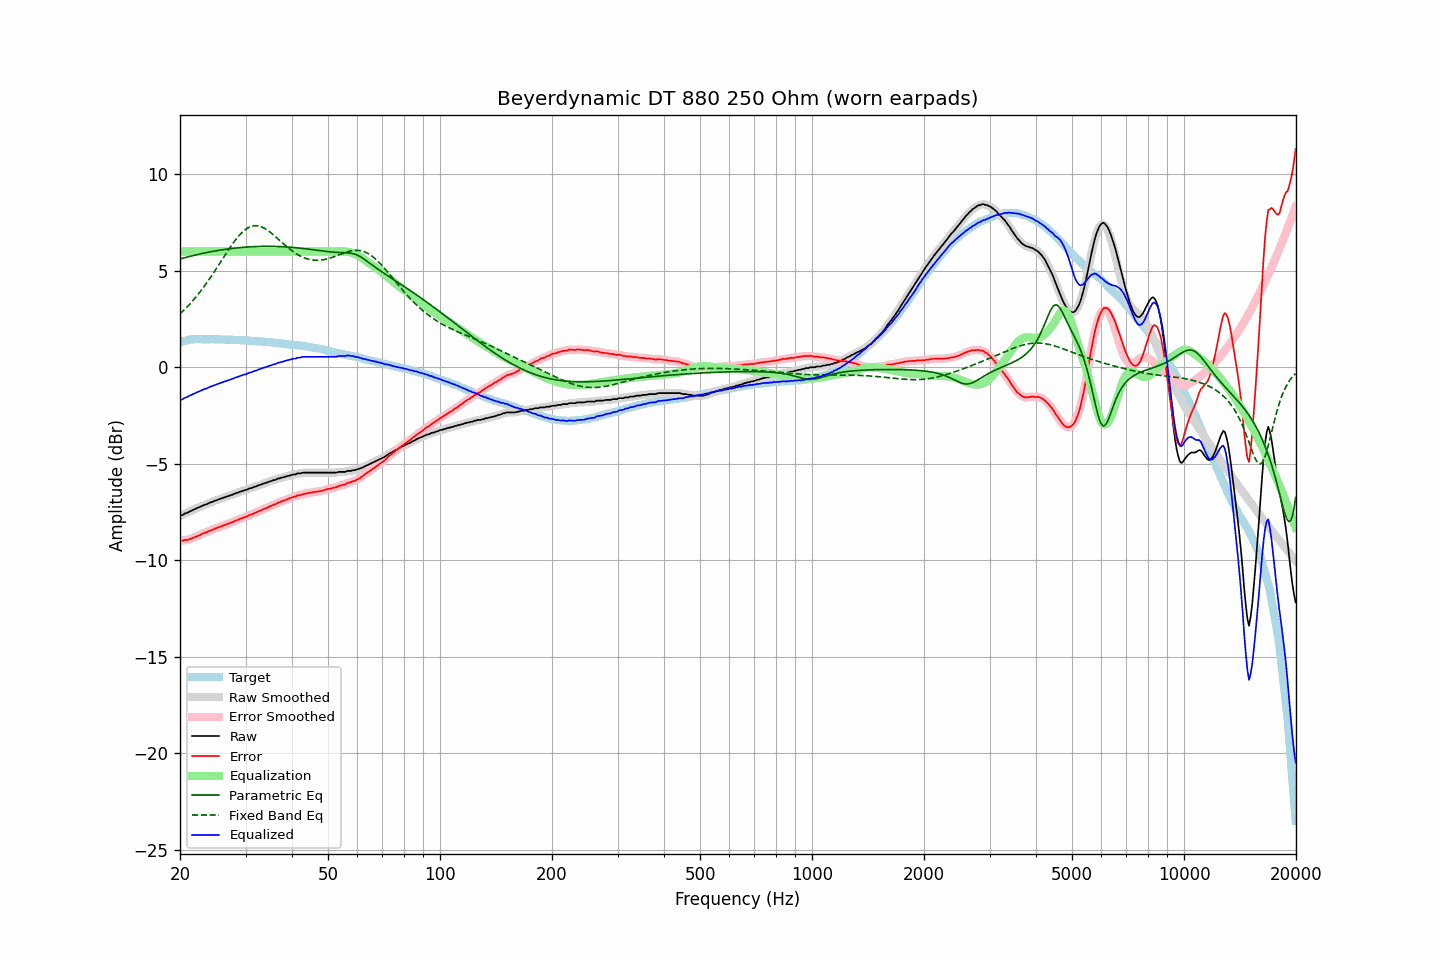 Beyerdynamic DT 880 250 Ohm (worn earpads)
Amplitude (dBr)
10
5
0
−5
−10
−15
−20
−25
Target
Raw Smoothed
Error Smoothed
Raw
Error
Equalization
Parametric Eq
Fixed Band Eq
Equalized
20 50 100 200 500 1000 2000 5000 10000 20000
Frequency (Hz)